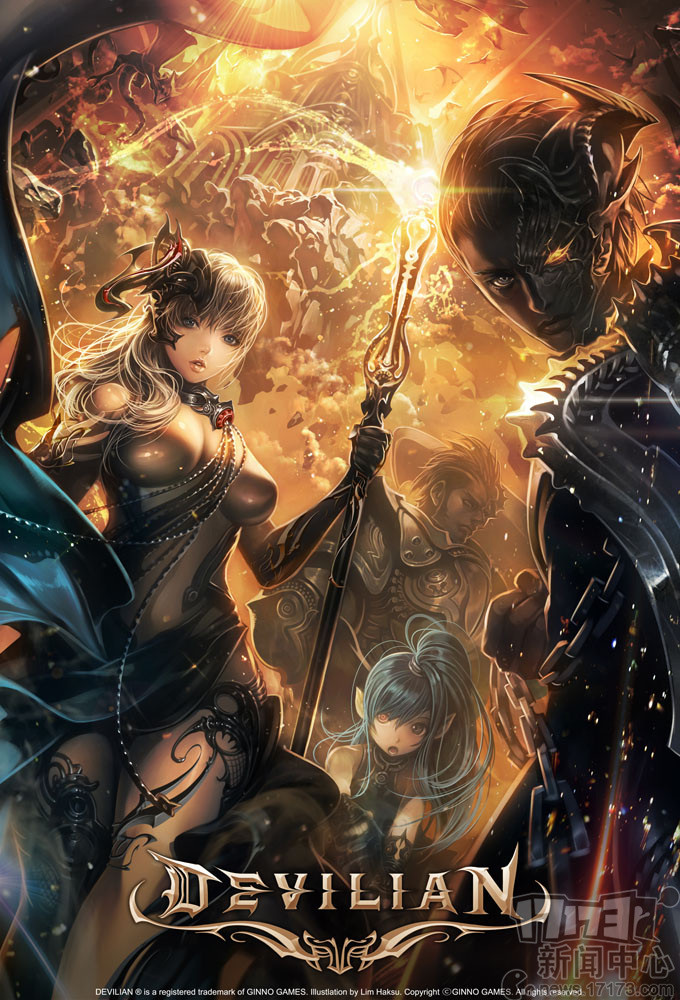 DEVILIAN
17173
新闻中心
news.17173.com
DEVILIAN ® is a registered trademark of GINNO GAMES. Illustlation by Lim Haksu. Copyright ⓒGINNO GAMES. All rights reserved.